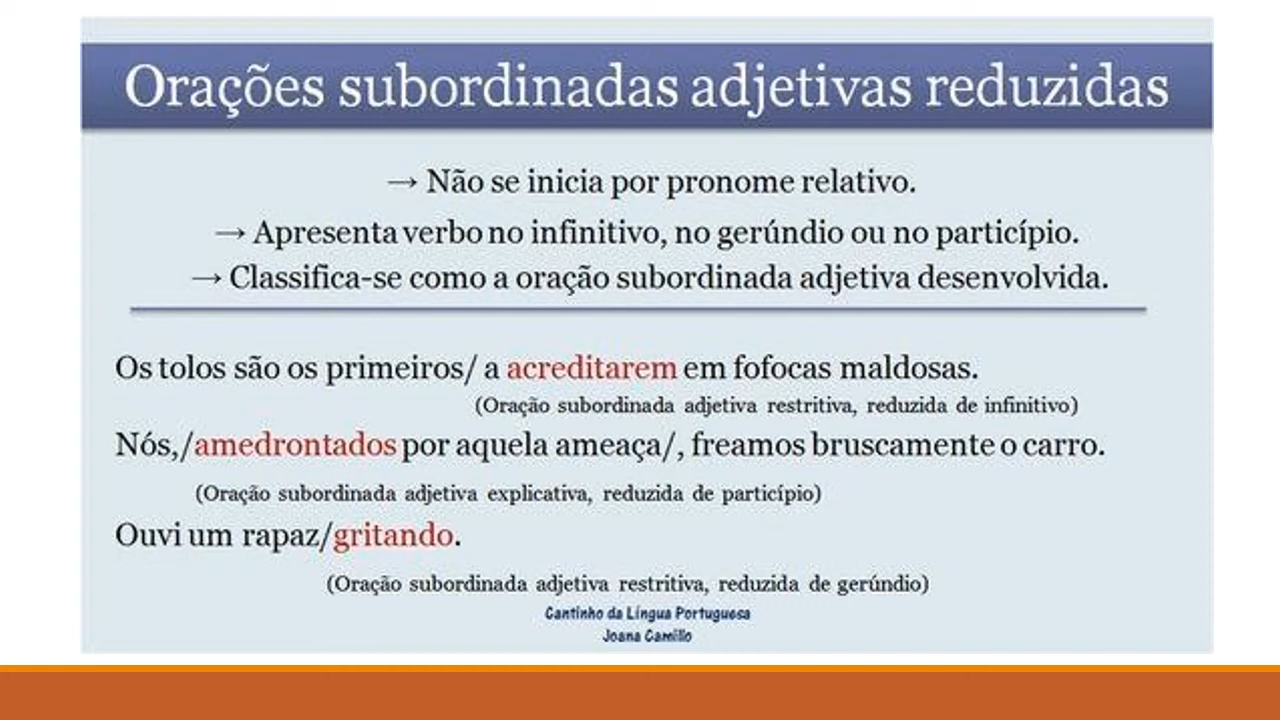 Orações subordinadas adjetivas reduzidas
→ Não se inicia por pronome relativo.
→ Apresenta verbo no infinitivo, no gerúndio ou no particípio.
→ Classifica-se como a oração subordinada adjetiva desenvolvida.
Os tolos são os primeiros/ a acreditarem em fofocas maldosas.
(Oração subordinada adjetiva restritiva, reduzida de infinitivo)
Nós,/amedrontados por aquela ameaça/, freamos bruscamente o carro.
(Oração subordinada adjetiva explicativa, reduzida de particípio)
Ouvi um rapaz/gritando.
(Oração subordinada adjetiva restritiva, reduzida de gerúndio)
Cantinho da Língua Portuguesa
Joana Camillo